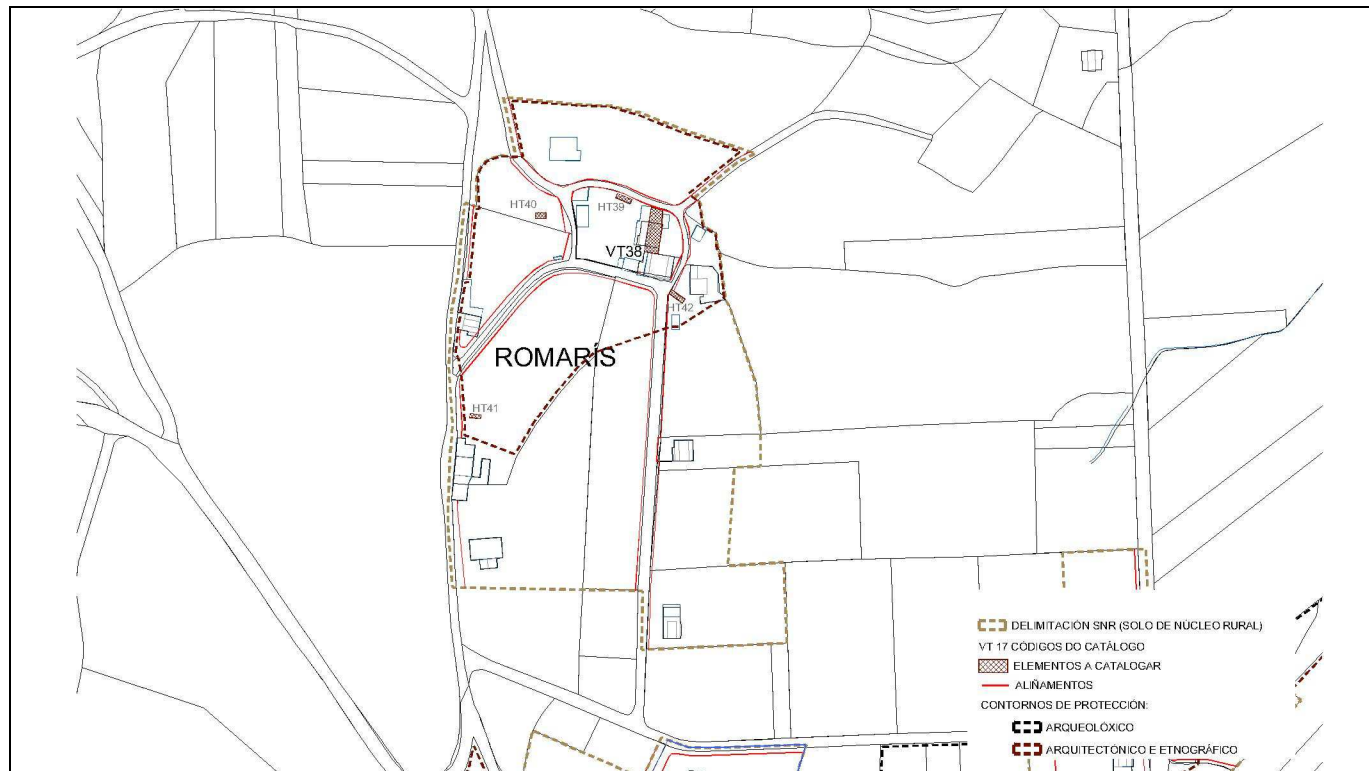 HT40
HT39
VT38
HT42
ROMARÍS
HT41
DELIMITACIÓN SNR (SOLO DE NÚCLEO RURAL)
VT 17 CÓDIGOS DO CATÁLOGO
ELEMENTOS A CATALOGAR
ALIÑAMENTOS
CONTORNOS DE PROTECCIÓN:
ARQUEOLÓXICO
ARQUITECTÓNICO E ETNOGRÁFICO